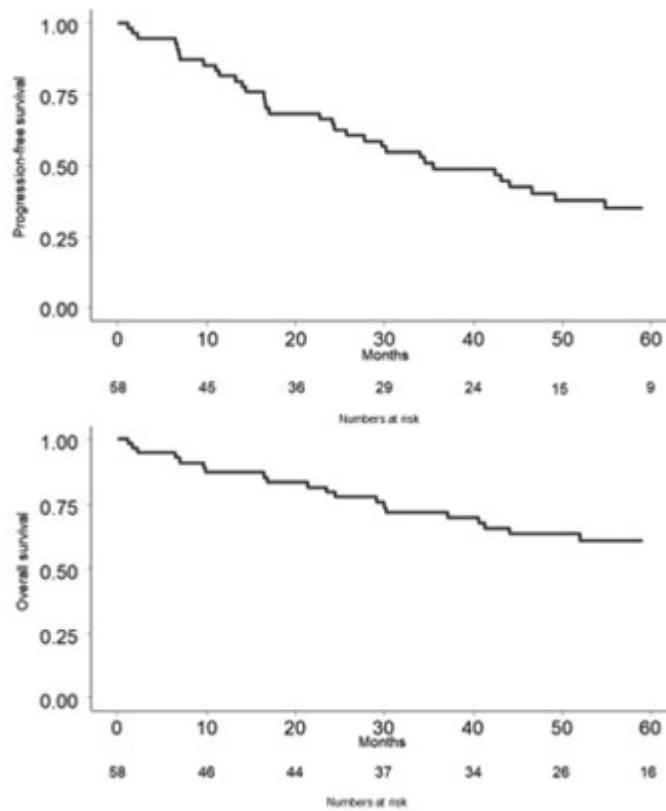 1.00
0.75
0.50
0.25
0.00
Progression-free survival
0 10 20 30 40 50 60
Months
58 45 36 29 24 15 9
Numbers at risk
1.00
0.75
0.50
0.25
0.00
Overall survival
0 10 20 30 40 50 60
Months
58 46 44 37 34 26 16
Numbers at risk